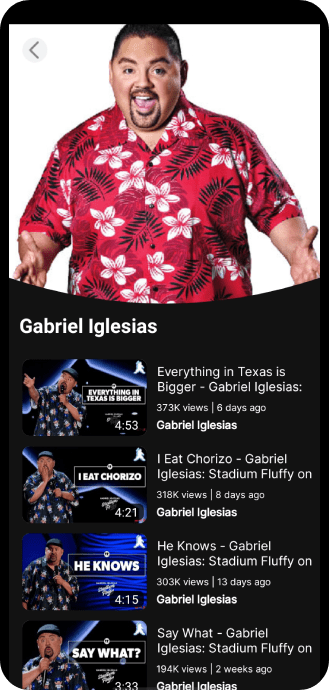 Gabriel Iglesias
EVERYTHING IN
TEXAS IS BIGGER
4:53
Everything in Texas is
Bigger - Gabriel Iglesias:
373K views | 6 days ago
Gabriel Iglesias
I EAT CHORIZO
4:21
I Eat Chorizo - Gabriel
Iglesias: Stadium Fluffy on
318K views | 8 days ago
Gabriel Iglesias
HE KNOWS
4:15
He Knows - Gabriel
Iglesias: Stadium Fluffy on
303K views | 13 days ago
Gabriel Iglesias
SAY WHAT?
3:33
Say What - Gabriel
Iglesias: Stadium Fluffy on
194K views | 2 weeks ago
Gabriel Iglesias